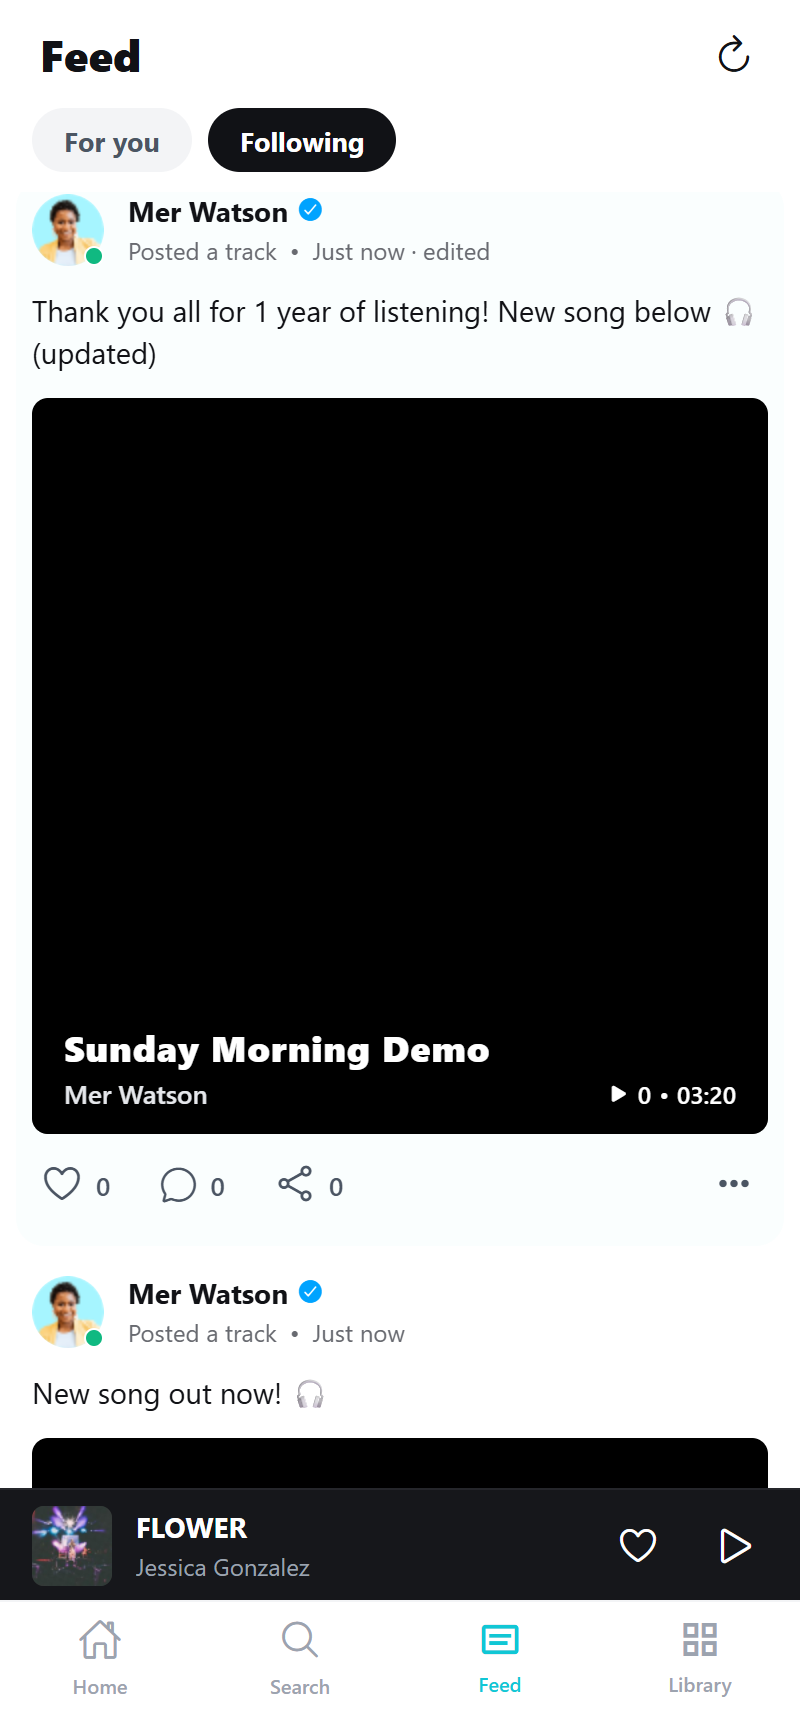 Feed
For you
Following
Mer Watson
Posted a track • Just now · edited
Thank you all for 1 year of listening! New song below 🎧
(updated)
Sunday Morning Demo
Mer Watson
0 • 03:20
0
0
0
Mer Watson
Posted a track • Just now
New song out now! 🎧
FLOWER
Jessica Gonzalez
Home
Search
Feed
Library